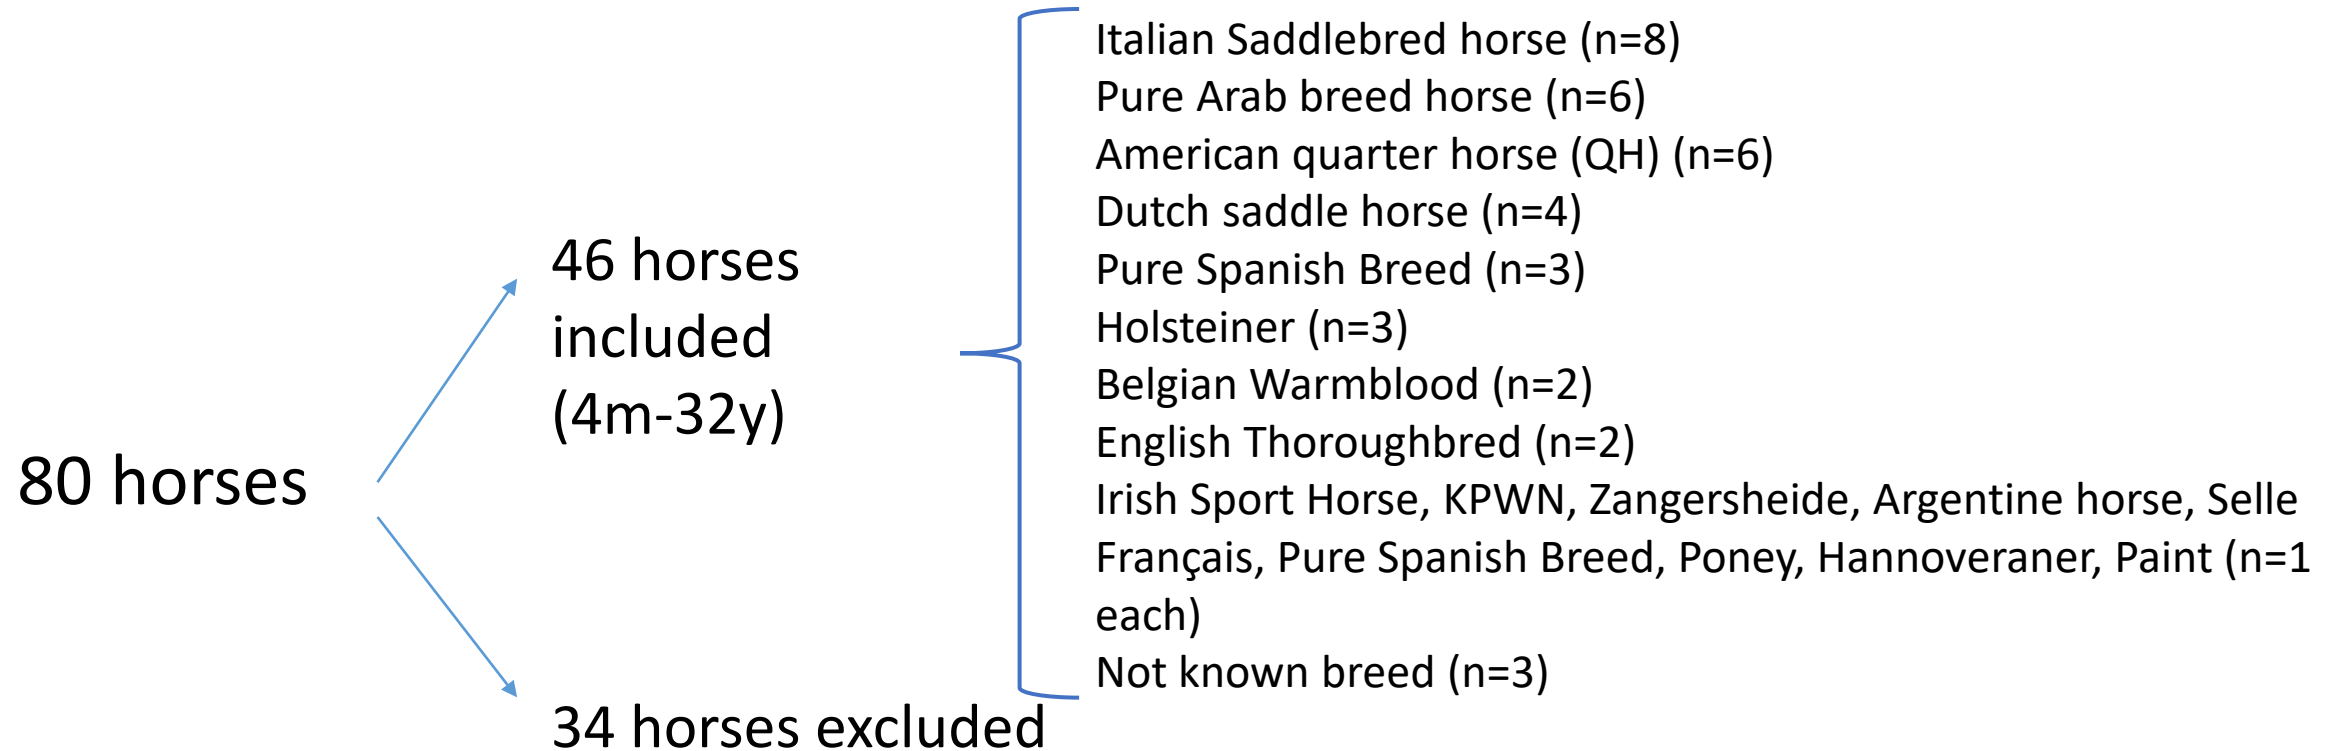 80 horses
46 horses
included
(4m-32y)
34 horses excluded
Italian Saddlebred horse (n=8)
Pure Arab breed horse (n=6)
American quarter horse (QH) (n=6)
Dutch saddle horse (n=4)
Pure Spanish Breed (n=3)
Holsteiner (n=3)
Belgian Warmblood (n=2)
English Thoroughbred (n=2)
Irish Sport Horse, KPWN, Zangersheide, Argentine horse, Selle
Français, Pure Spanish Breed, Poney, Hannoveraner, Paint (n=1
each)
Not known breed (n=3)